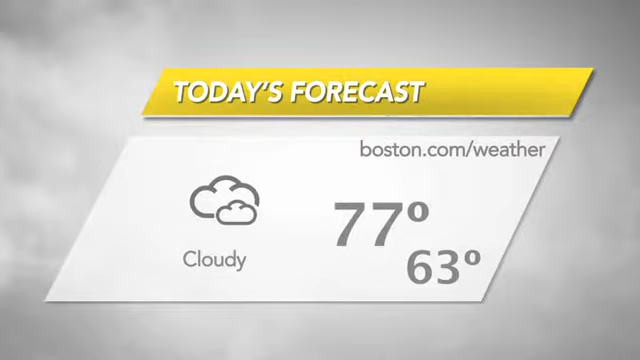 TODAY'S FORECAST
boston.com/weather
77º
Cloudy
63º